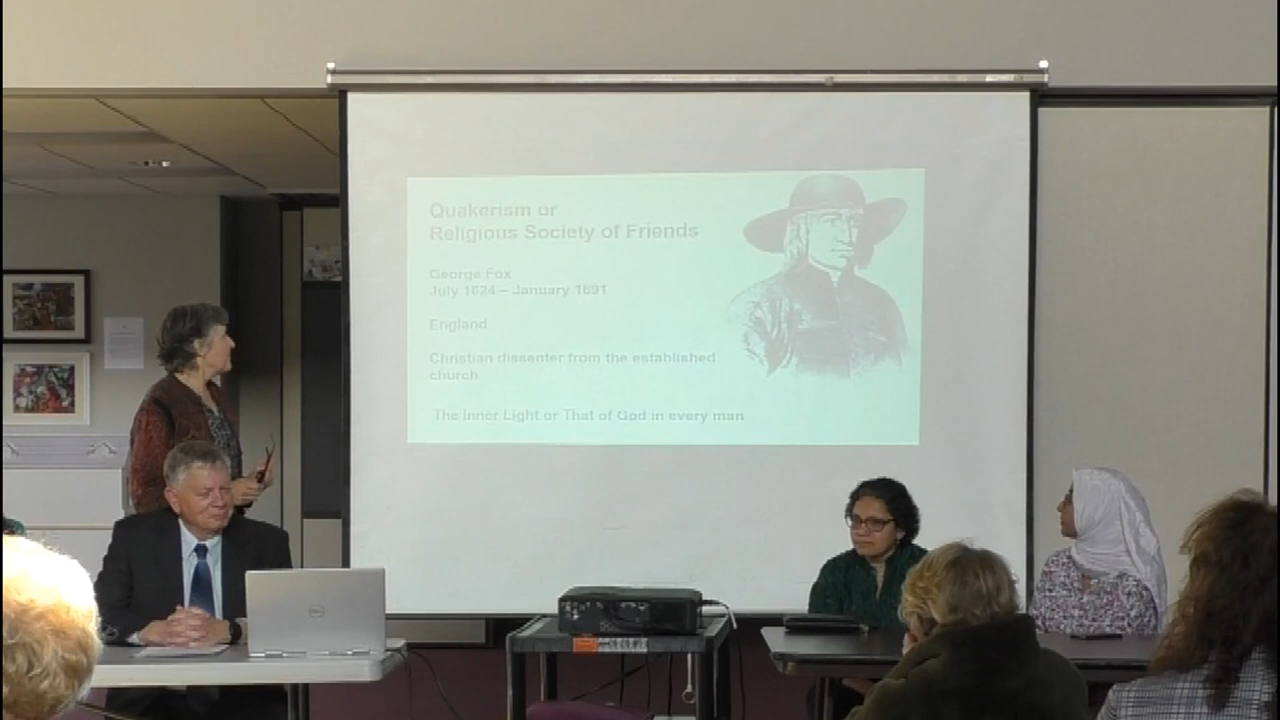 Quakerism or
Religious Society of Friends
George Fox
July 1624 – January 1691
England
Christian dissenter from the established
church
The Inner Light or That of God in every man
DELL